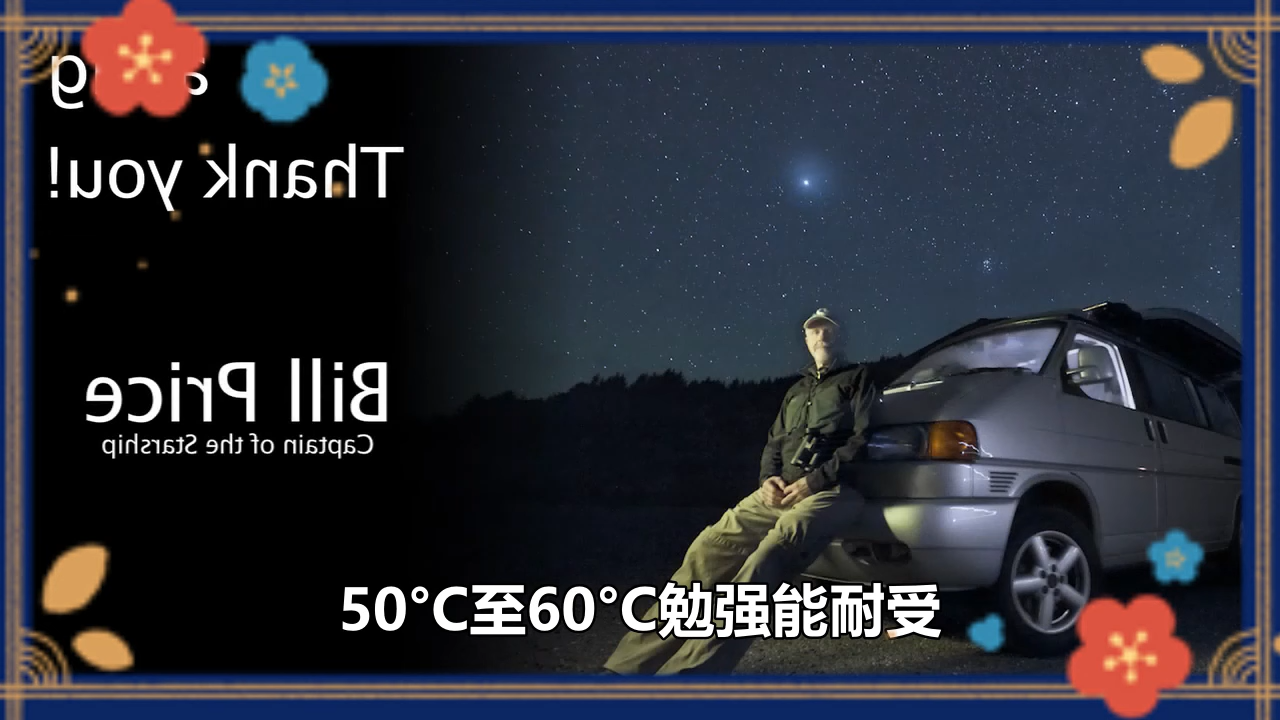 Thank you!
Bill Price
Captain of the Starship
50°C至60°C勉强能耐受